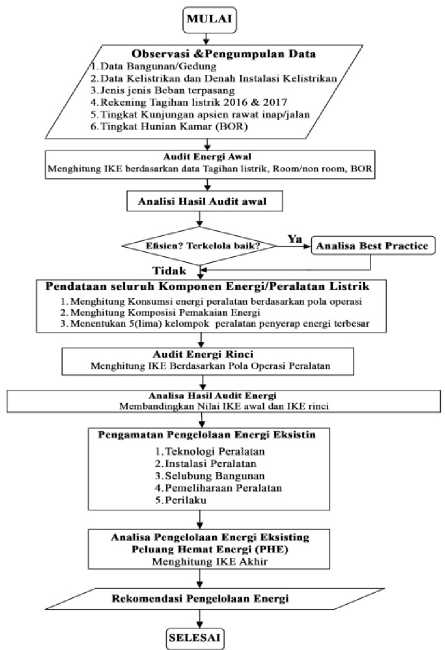 MULAI
Observasi &Pengumpulan Data
1.Data Bangunan/Gedung
2.Data Kelistrikan dan Denah Instalasi Kelistrikan
3.Jenis jenis Beban terpasang
4.Rekening Tagihan listrik 2016 & 2017
5.Tingkat Kunjungan apsien rawat inap/jalan
6.Tingkat Hunian Kamar (BOR)
Audit Energi Awal
Menghitung IKE berdasarkan data Tagihan listrik, Room/non room, BOR
Analisi Hasil Audit awal
Efisien? Terkelola baik?
Ya
Analisa Best Practice
Tidak
Pendataan seluruh Komponen Energi/Peralatan Listrik
1. Menghitung Konsumsi energi peralatan berdasarkan pola operasi
2. Menghitung Komposisi Pemakaian Energi
3. Menentukan 5(lima) kelompok peralatan penyerap energi terbesar
Audit Energi Rinci
Menghitung IKE Berdasarkan Pola Operasi Peralatan
Analisa Hasil Audit Energi
Membandingkan Nilai IKE awal dan IKE rinci
Pengamatan Pengelolaan Energi Eksistin
1.Teknologi Peralatan
2.Instalasi Peralatan
3.Selubung Bangunan
4.Pemeliharaan Peralatan
5.Perilaku
Analisa Pengelolaan Energi Eksisting
Peluang Hemat Energi (PHE)
Menghitung IKE Akhir
Rekomendasi Pengelolaan Energi
SELESAI